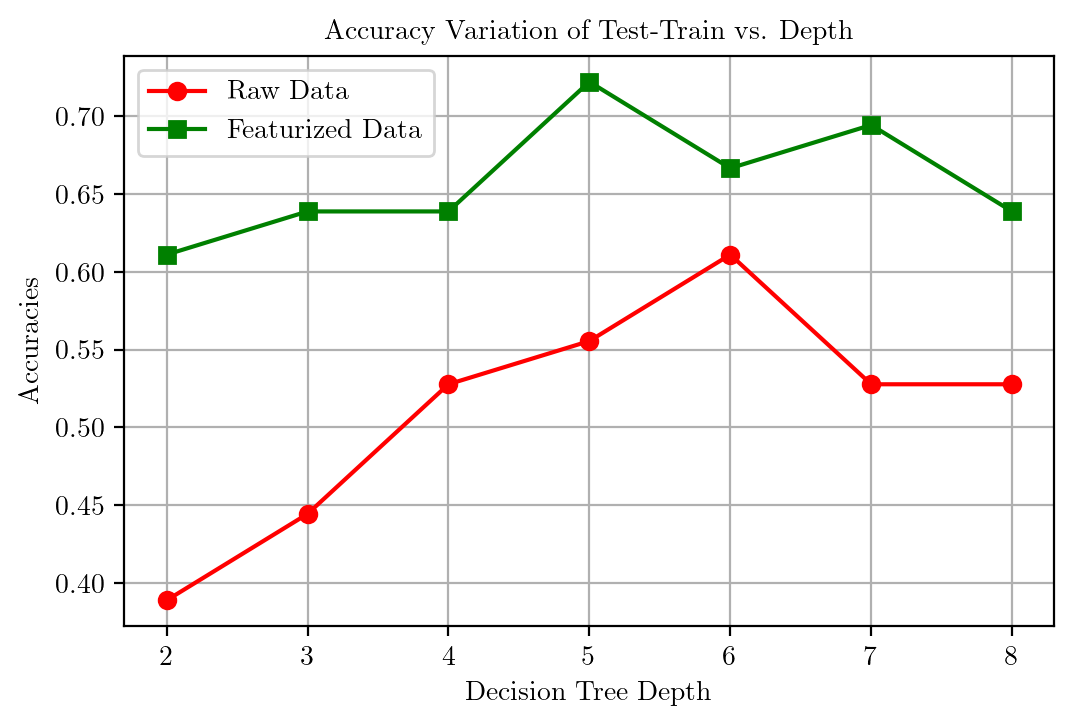 Accuracy Variation of Test-Train vs. Depth
Raw Data
Featurized Data
0.70
0.65
0.60
0.55
0.50
0.45
0.40
Accuracies
2 3 4 5 6 7 8
Decision Tree Depth